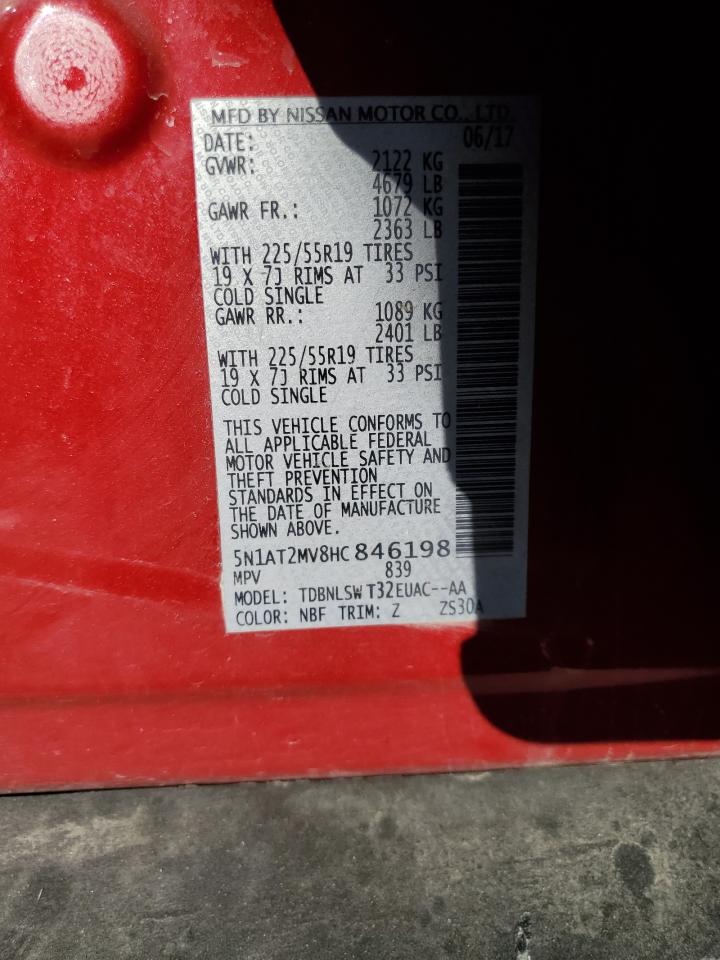 MFD BY NISSAN MOTOR CO., LTD.
DATE: 06/17
GVWR: 2122 KG
4679 LB
GAWR FR.: 1072 KG
2363 LB
WITH 225/55R19 TIRES
19 X 7J RIMS AT 33 PSI
COLD SINGLE
GAWR RR.: 1089 KG
2401 LB
WITH 225/55R19 TIRES
19 X 7J RIMS AT 33 PSI
COLD SINGLE
THIS VEHICLE CONFORMS TO
ALL APPLICABLE FEDERAL
MOTOR VEHICLE SAFETY AND
THEFT PREVENTION
STANDARDS IN EFFECT ON
THE DATE OF MANUFACTURE
SHOWN ABOVE.
5N1AT2MV8HC846198
MPV 839
MODEL: TDBNLSW T32EUAC--AA
COLOR: NBF TRIM: Z ZS30A